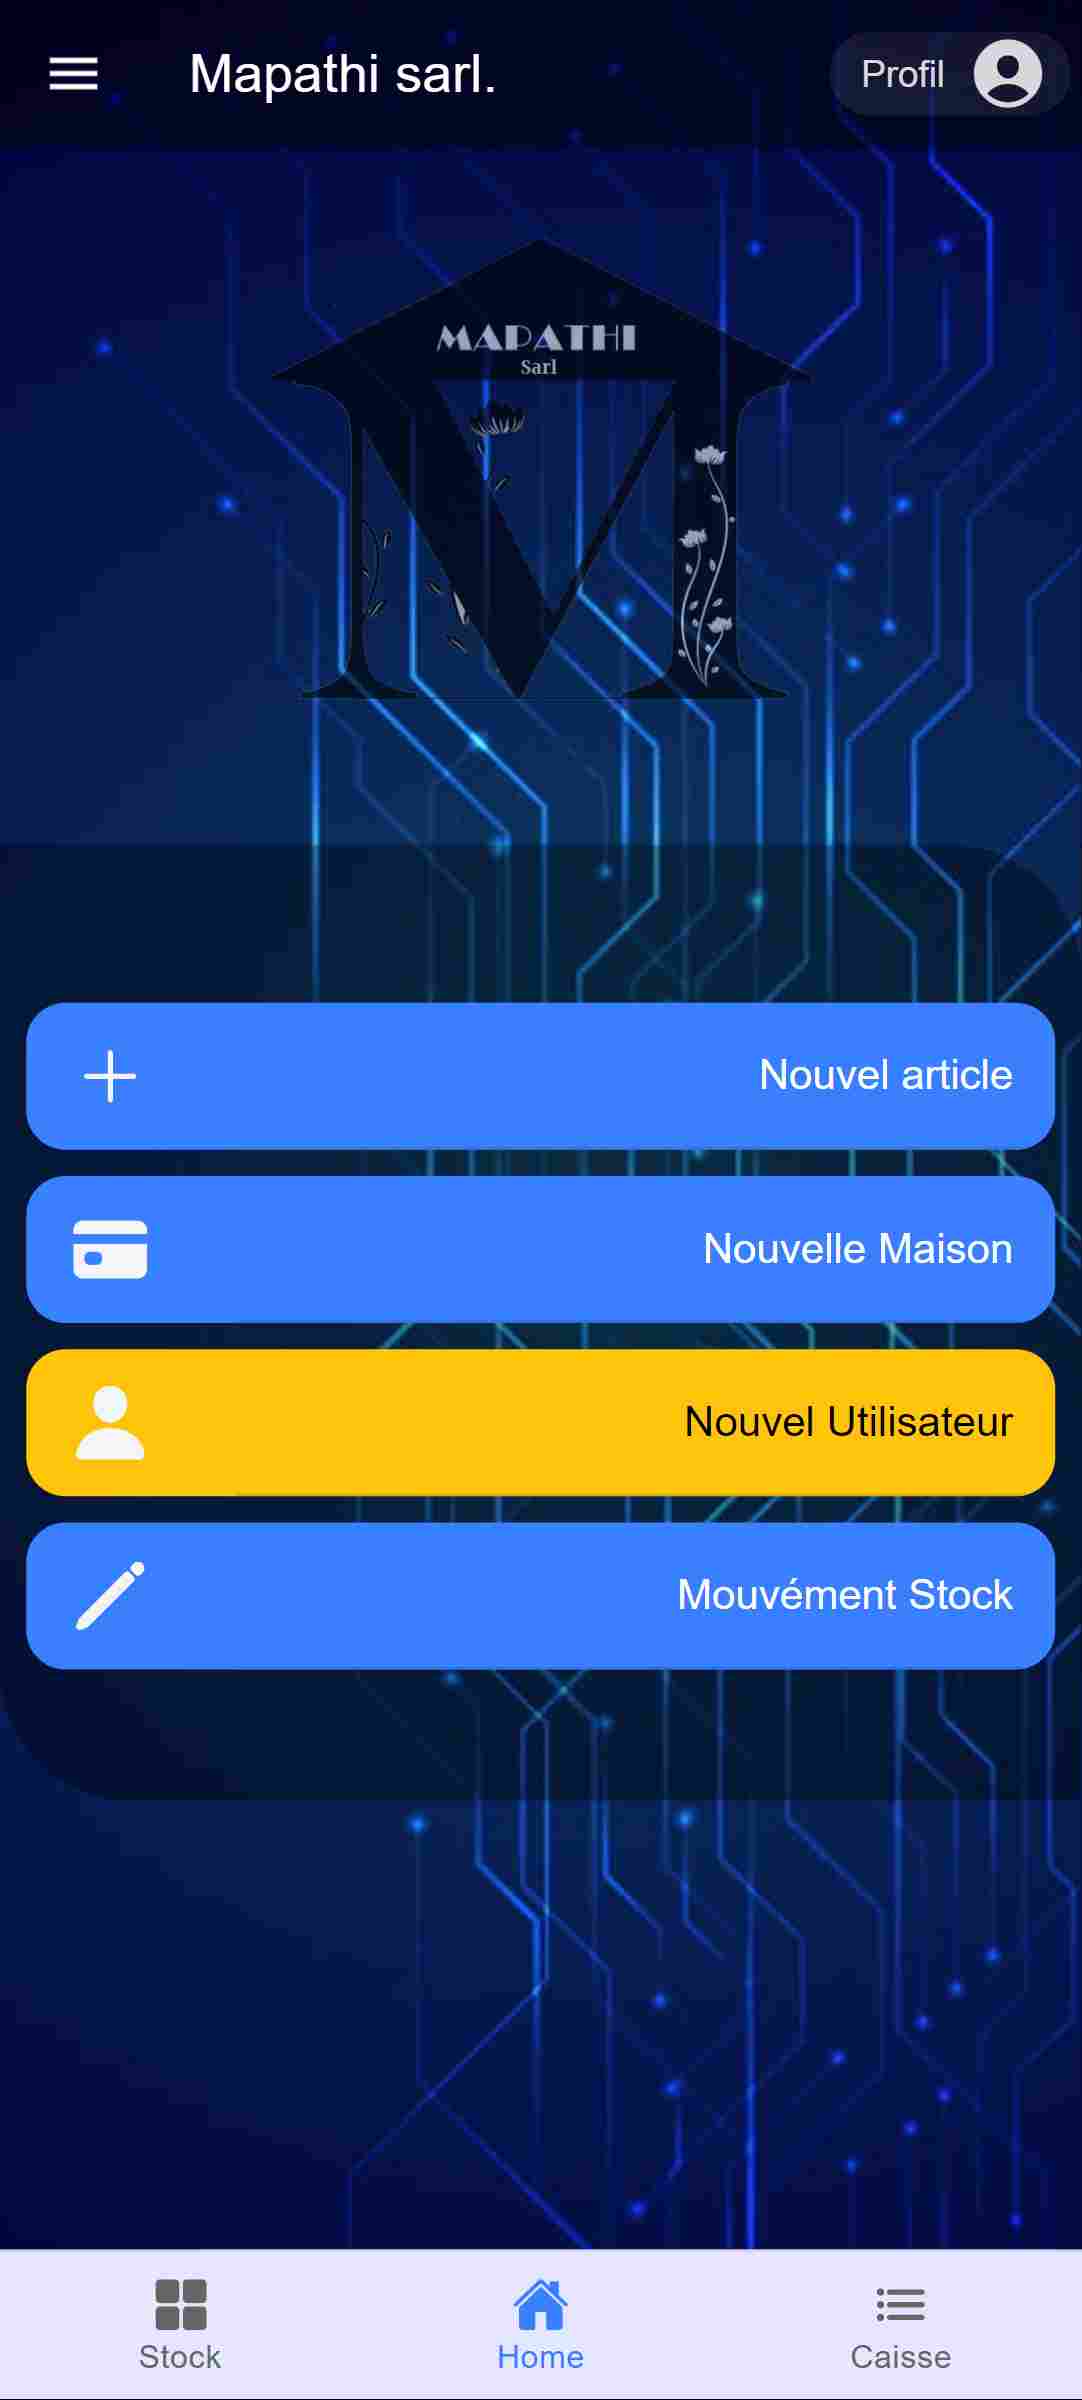 Mapathi sarl.
Profil
MAPATHI
Sarl
Nouvel article
Nouvelle Maison
Nouvel Utilisateur
Mouvément Stock
Stock
Home
Caisse